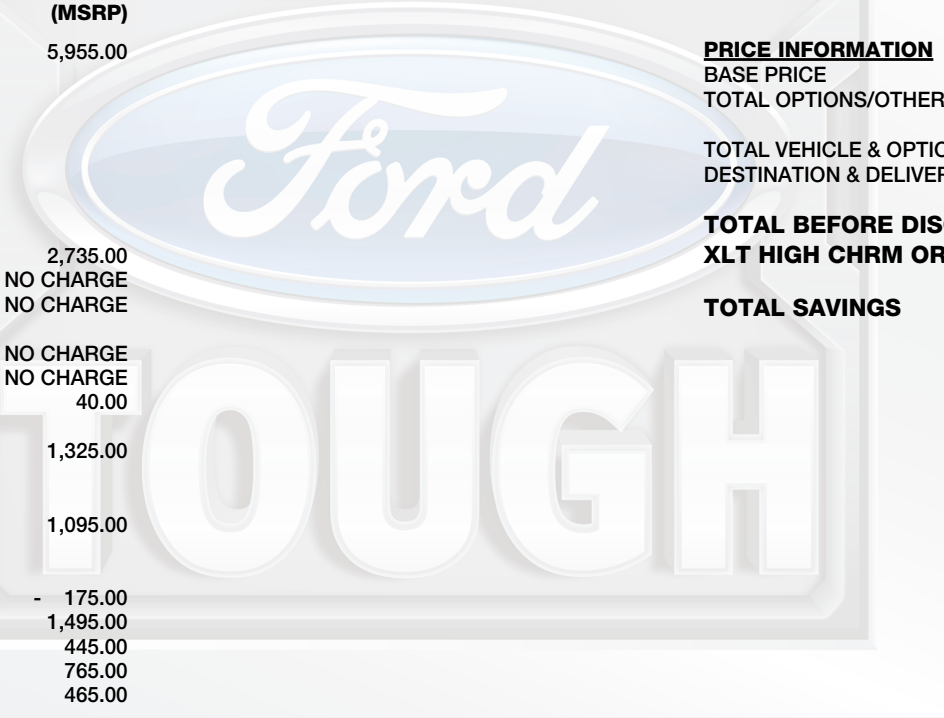 (MSRP)
5,955.00
2,735.00
NO CHARGE
NO CHARGE
NO CHARGE
NO CHARGE
40.00
1,325.00
1,095.00
- 175.00
1,495.00
445.00
765.00
465.00
PRICE INFORMATION
BASE PRICE
TOTAL OPTIONS/OTHER
TOTAL VEHICLE & OPTIO
DESTINATION & DELIVER
TOTAL BEFORE DISC
XLT HIGH CHRM OR
TOTAL SAVINGS
Ford
TOUGH